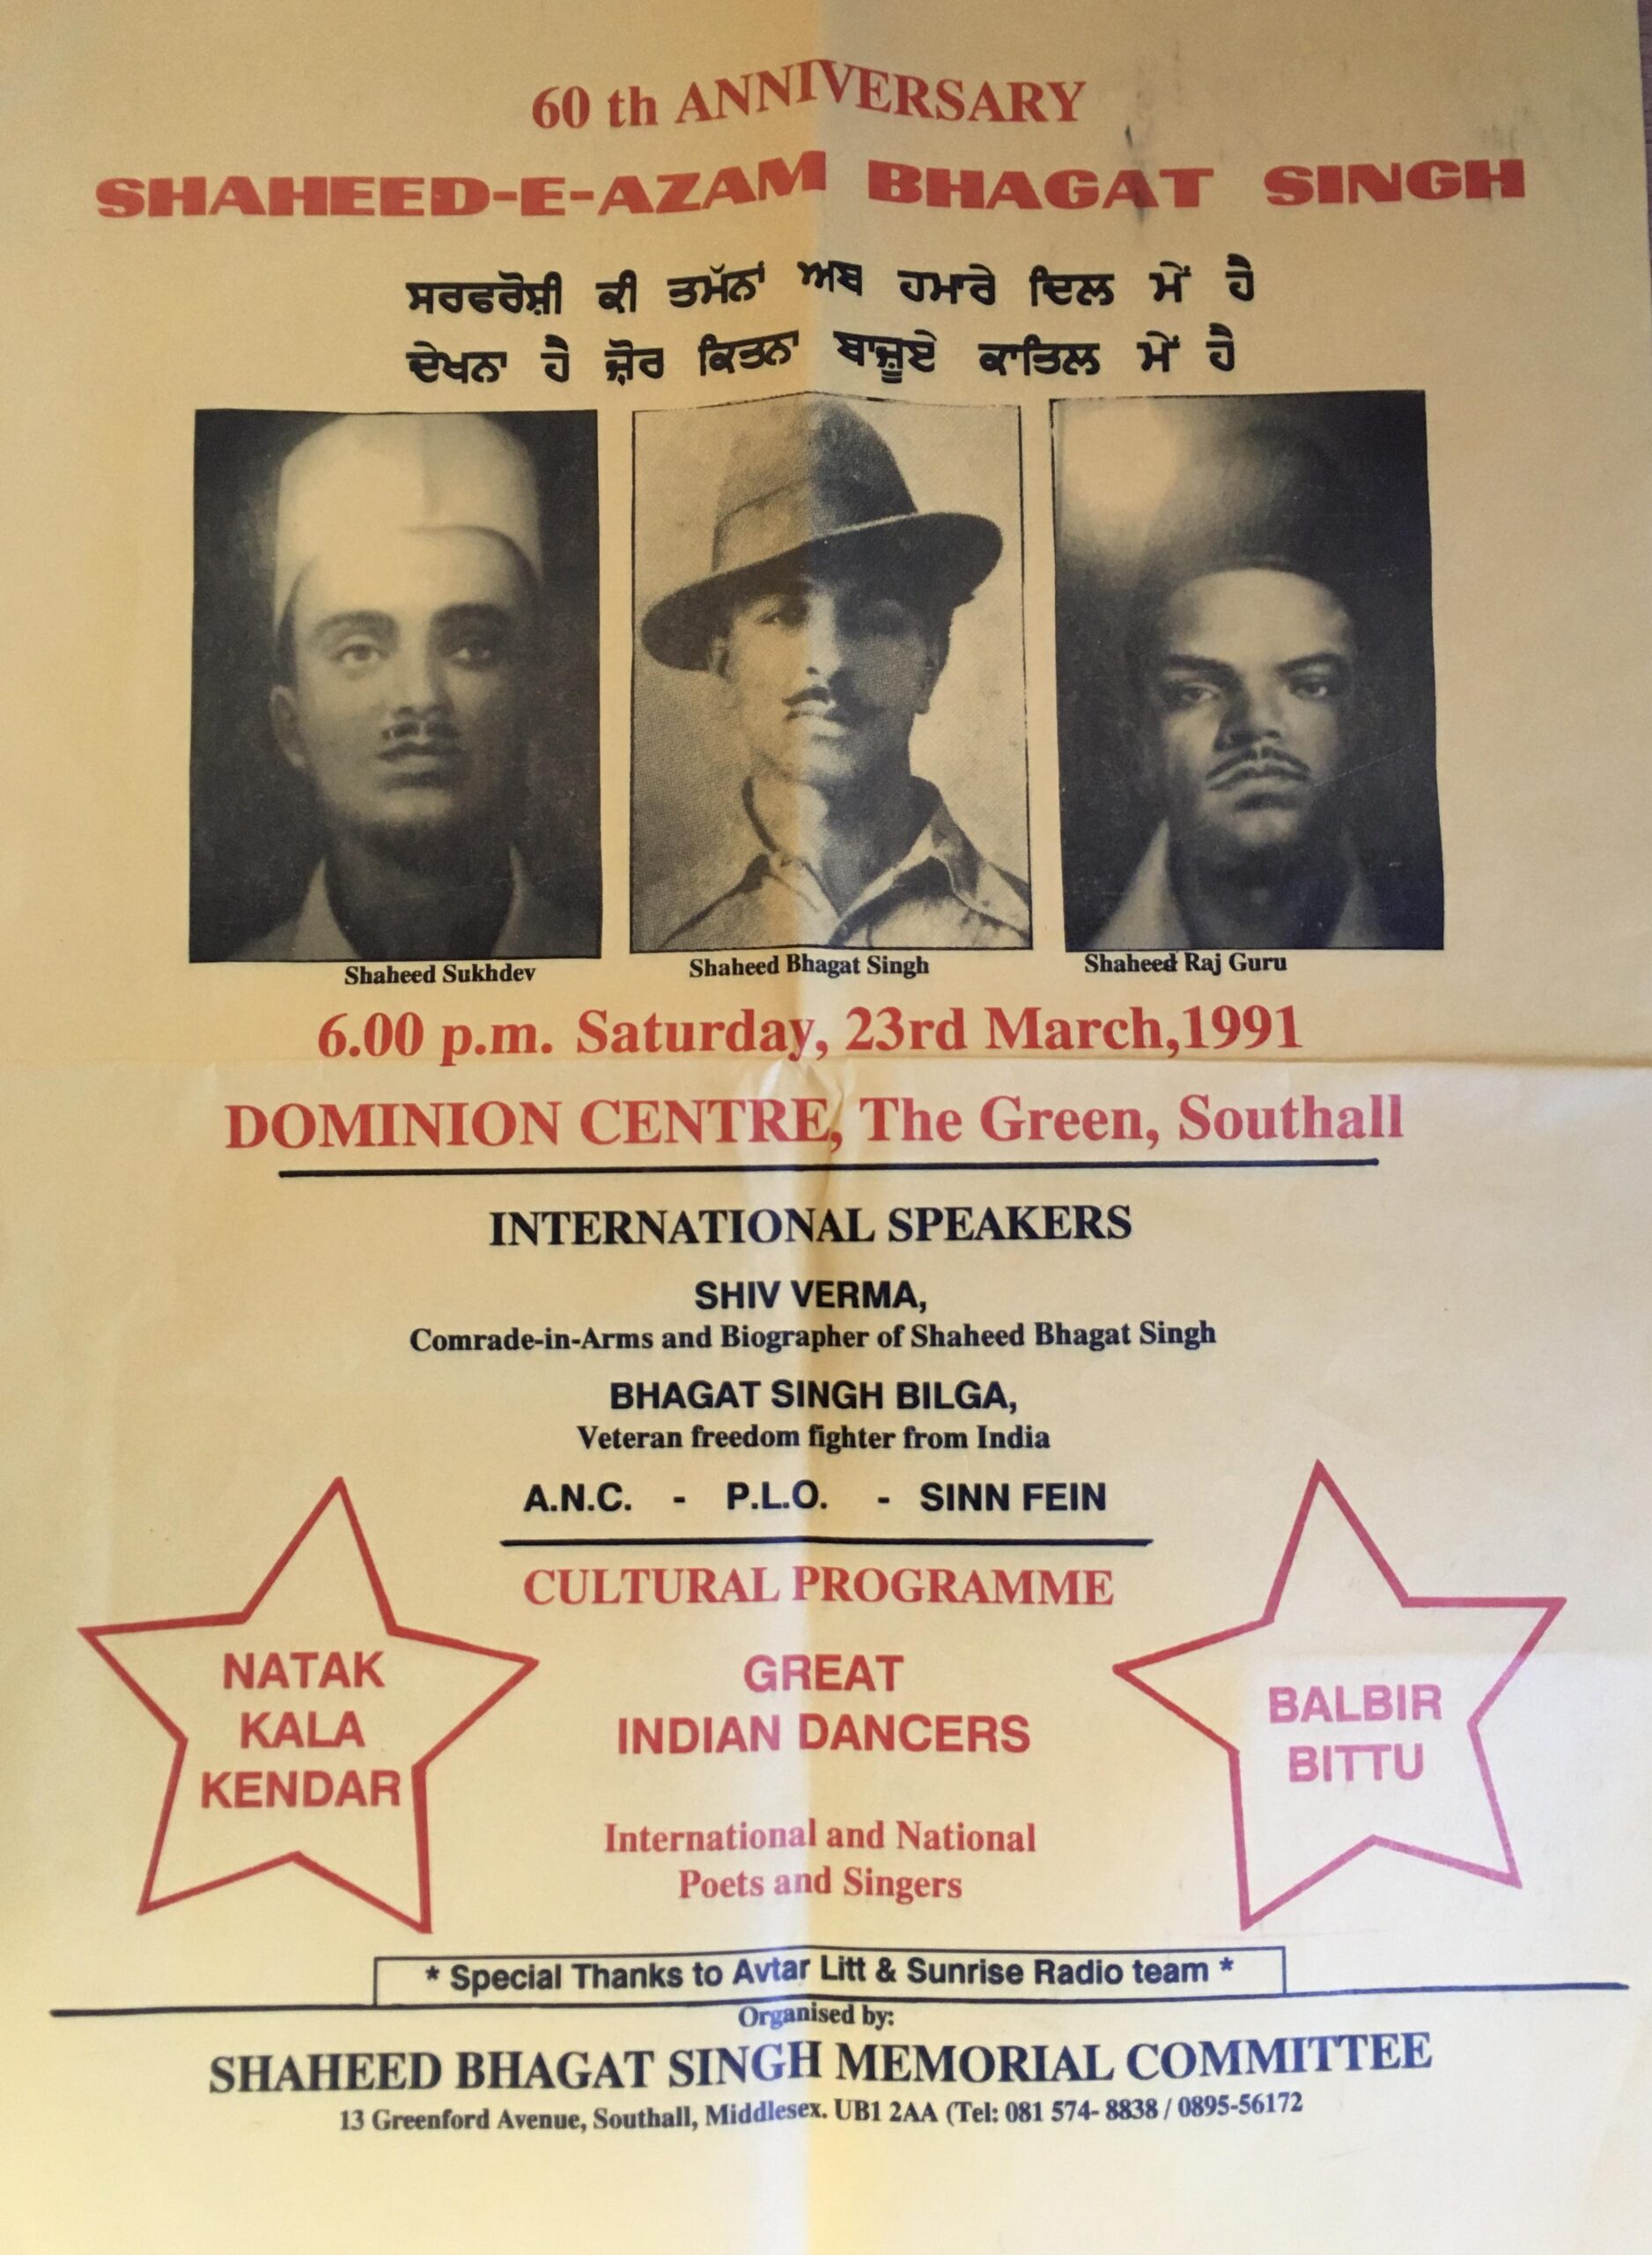 60 th ANNIVERSARY
SHAHEED-E-AZAM BHAGAT SINGH
ਸਰਫਰੋਸ਼ੀ ਕੀ ਤਮੱਨਾਂ ਅਬ ਹਮਾਰੇ ਦਿਲ ਮੇਂ ਹੈ
ਦੇਖਨਾ ਹੈ ਜ਼ੋਰ ਕਿਤਨਾ ਬਾਜ਼ੂਏ ਕਾਤਿਲ ਮੇਂ ਹੈ
Shaheed Sukhdev
Shaheed Bhagat Singh
Shaheed Raj Guru
6.00 p.m. Saturday, 23rd March,1991
DOMINION CENTRE, The Green, Southall
INTERNATIONAL SPEAKERS
SHIV VERMA,
Comrade-in-Arms and Biographer of Shaheed Bhagat Singh
BHAGAT SINGH BILGA,
Veteran freedom fighter from India
A.N.C. - P.L.O. - SINN FEIN
CULTURAL PROGRAMME
NATAK
KALA
KENDAR
GREAT
INDIAN DANCERS
International and National
Poets and Singers
BALBIR
BITTU
* Special Thanks to Avtar Litt & Sunrise Radio team *
Organised by:
SHAHEED BHAGAT SINGH MEMORIAL COMMITTEE
13 Greenford Avenue, Southall, Middlesex. UB1 2AA (Tel: 081 574- 8838 / 0895-56172